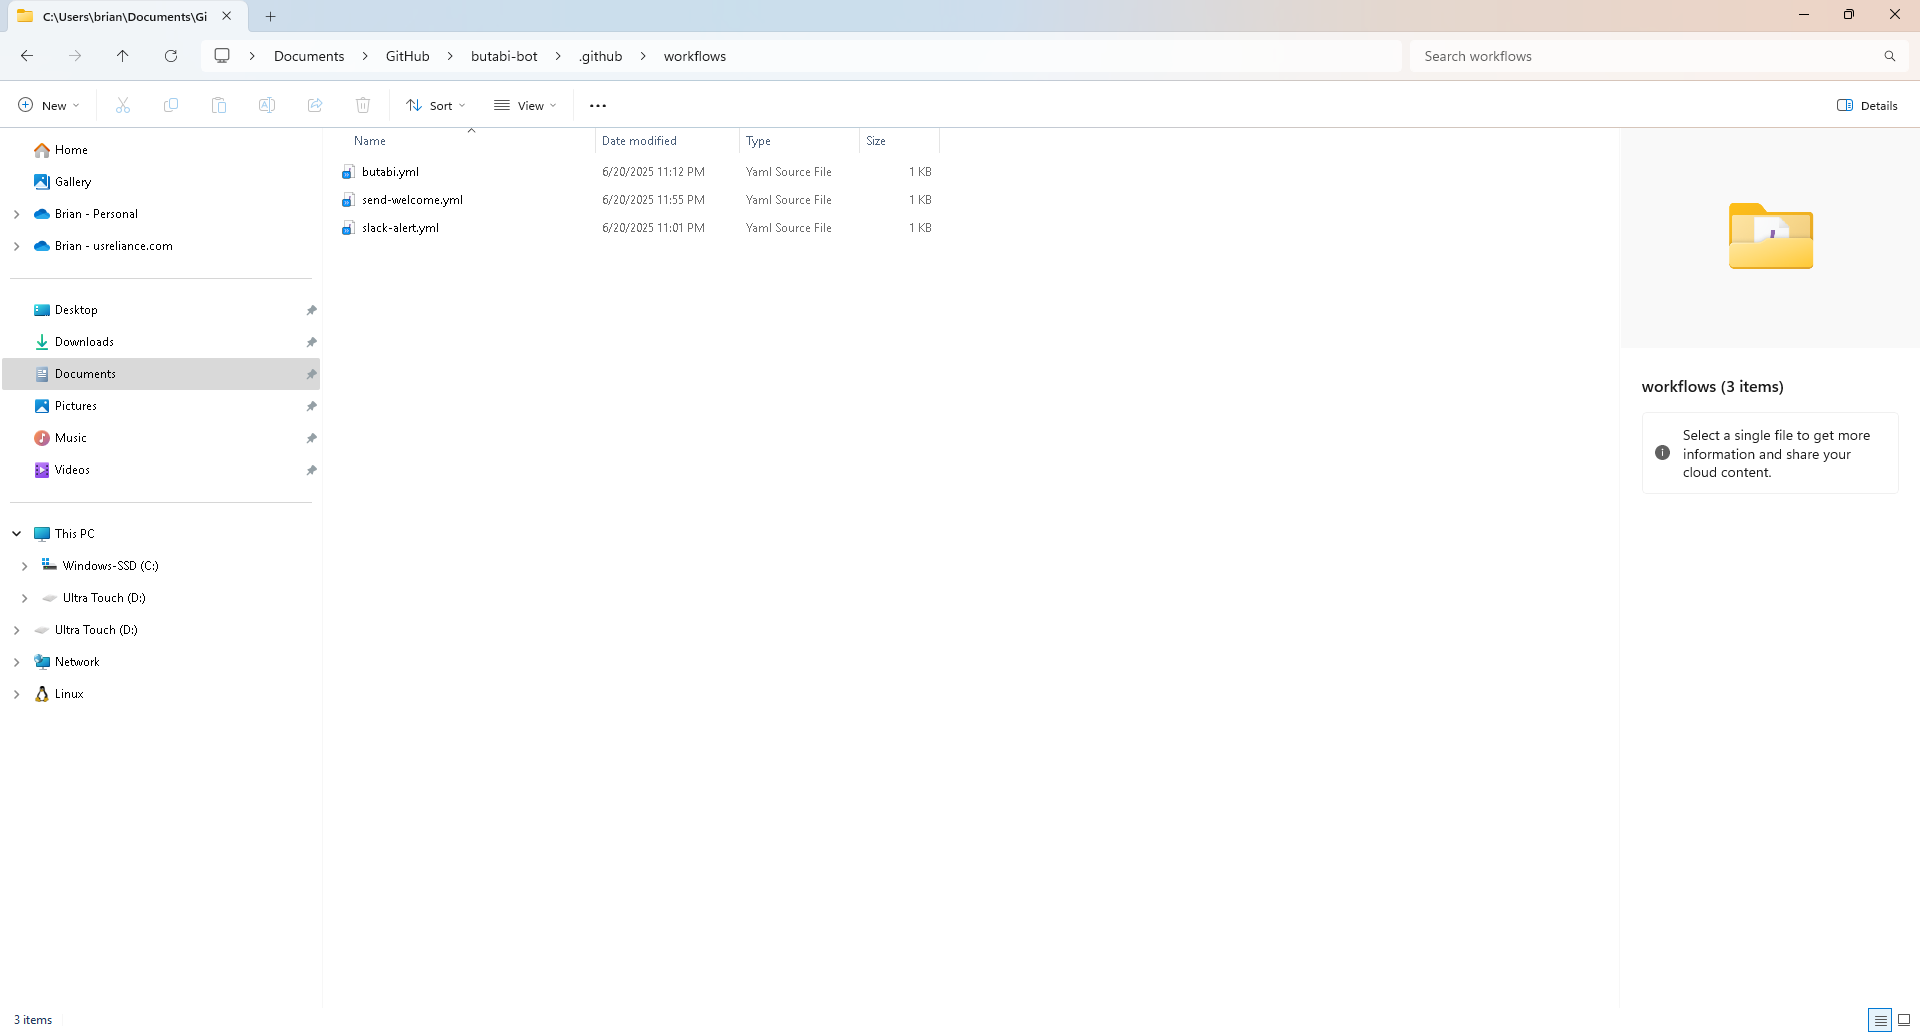 C:\Users\brian\Documents\Gi
Documents > GitHub > butabi-bot > .github > workflows
Search workflows
New
Sort
View
Details
Name
Date modified
Type
Size
butabi.yml 6/20/2025 11:12 PM Yaml Source File 1 KB
send-welcome.yml 6/20/2025 11:55 PM Yaml Source File 1 KB
slack-alert.yml 6/20/2025 11:01 PM Yaml Source File 1 KB
Home
Gallery
Brian - Personal
Brian - usreliance.com
Desktop
Downloads
Documents
Pictures
Music
Videos
This PC
Windows-SSD (C:)
Ultra Touch (D:)
Ultra Touch (D:)
Network
Linux
workflows (3 items)
Select a single file to get more
information and share your
cloud content.
3 items